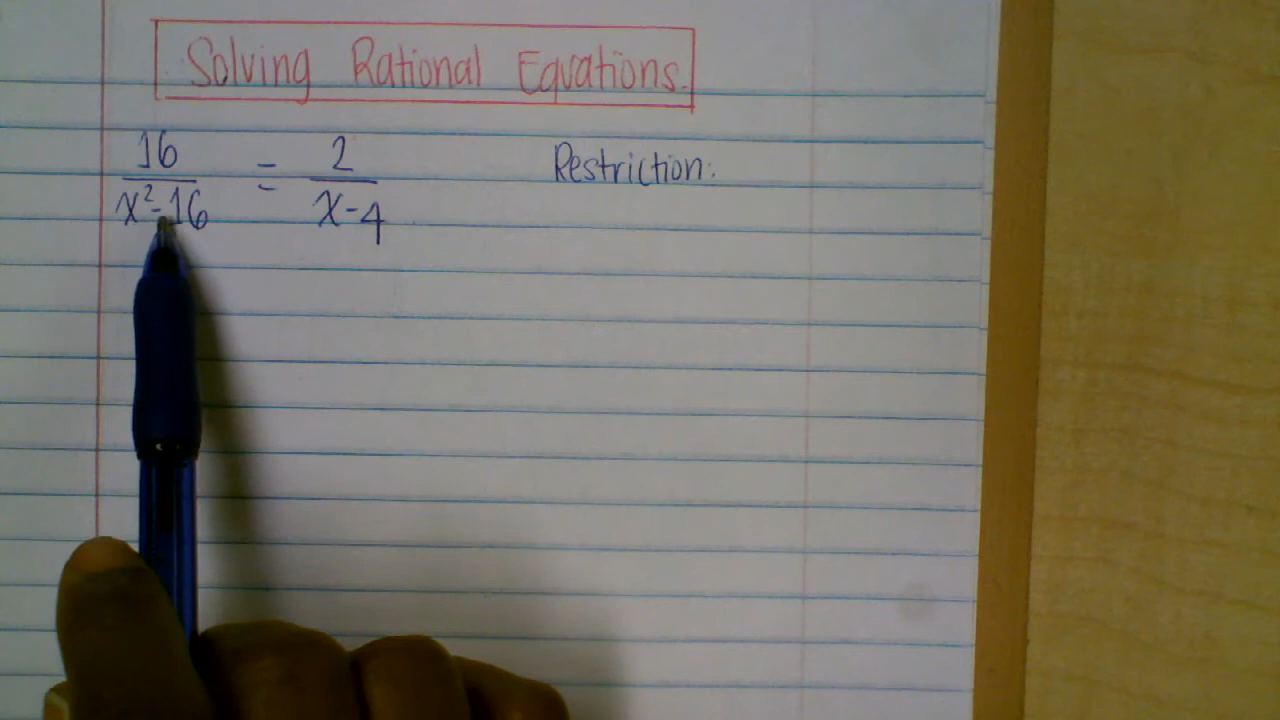 Solving Rational Equations.
16/(x²-16) = 2/(x-4)
Restriction: